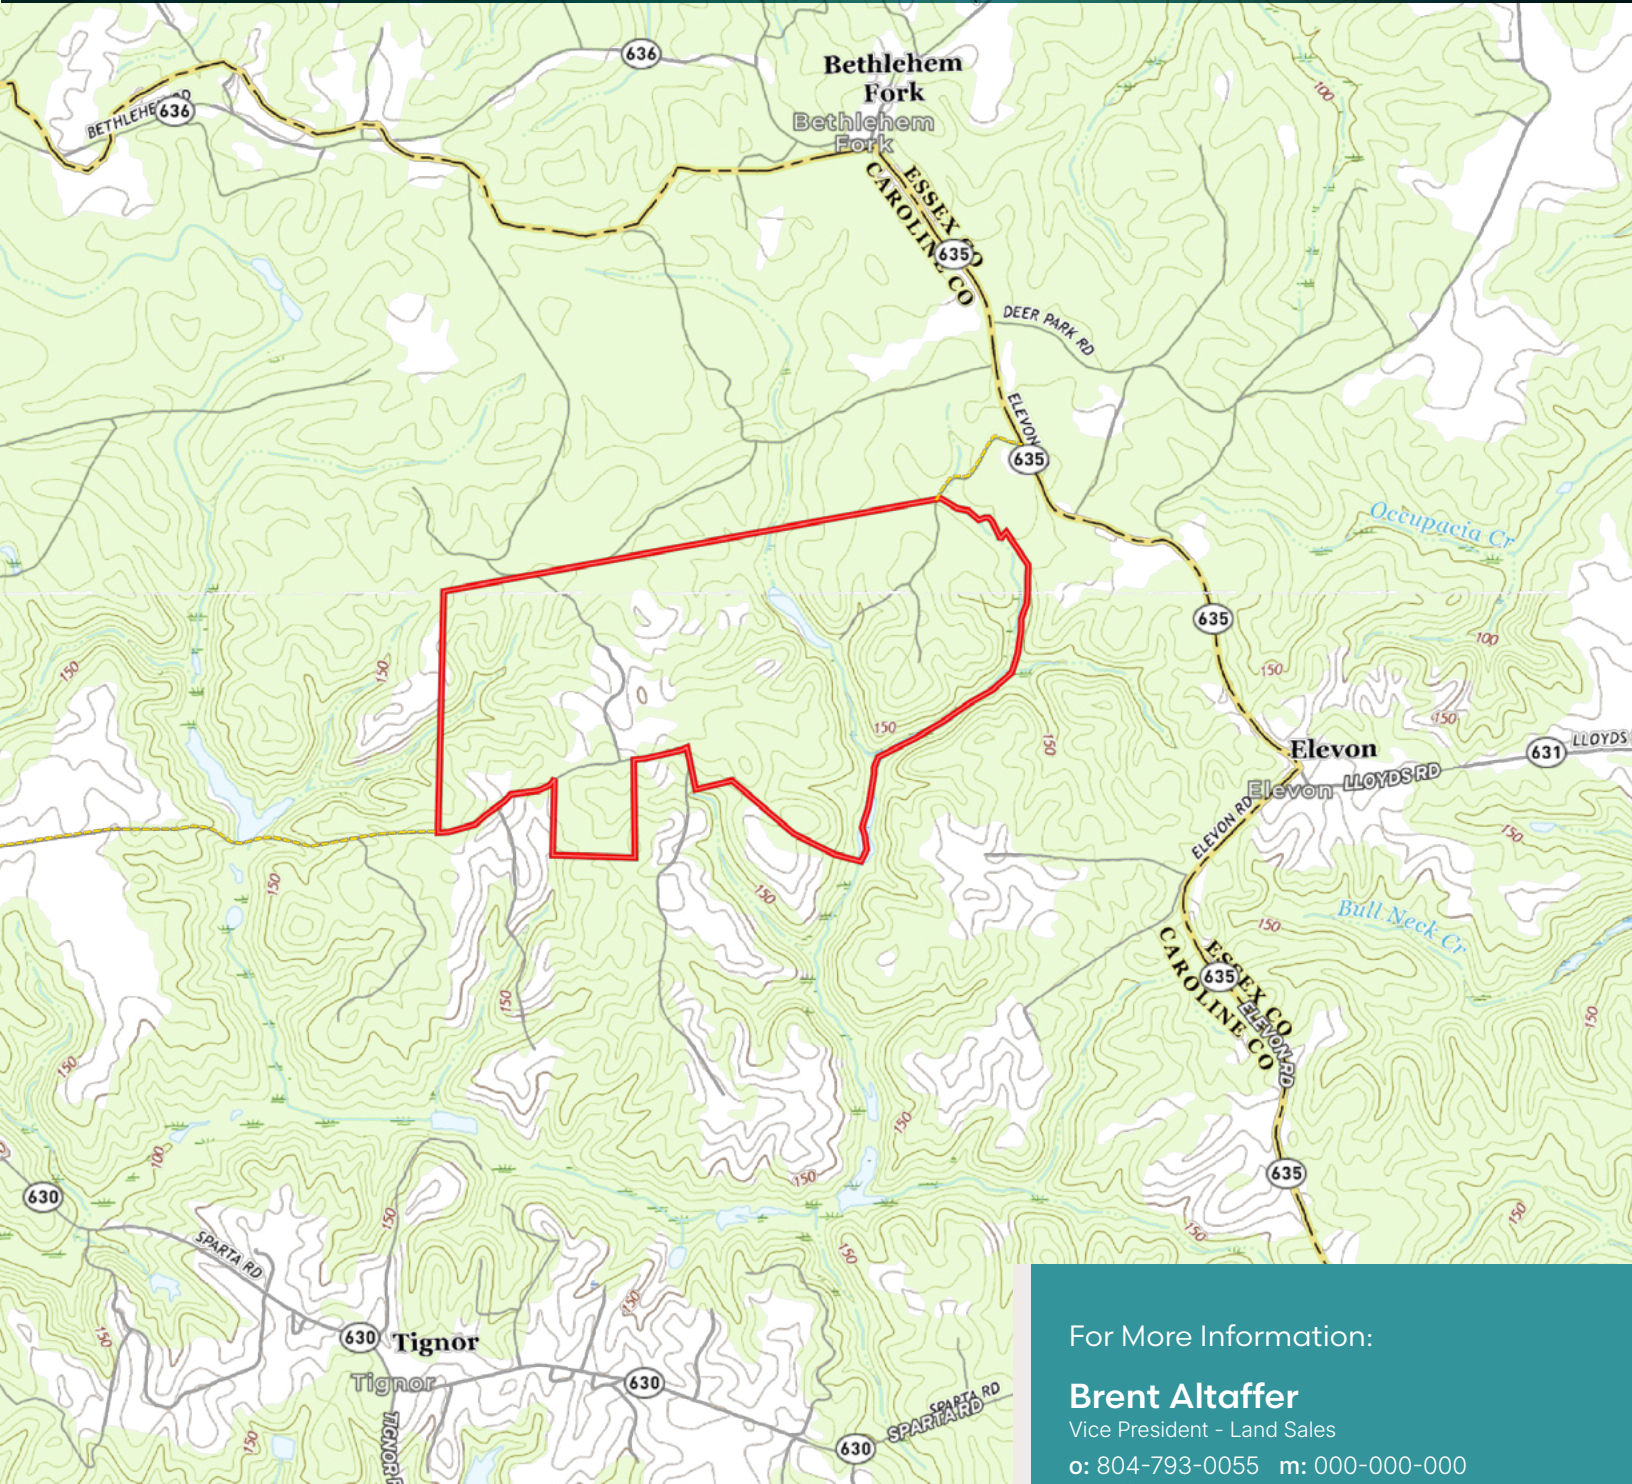 636
Bethlehem
Fork
Bethlehem
Fork
BETHLEHEM RD
636
ESSEX CO
CAROLINE CO
635
DEER PARK RD
100
ELEVON
635
Occupacia Cr
635
100
150
150
150
150
150
150
Elevon
Elevon
LLOYDS RD
631
LLOYDS
ELEVON RD
150
150
150
Bull Neck Cr
150
ESSEX CO
CAROLINE CO
635
ELEVON RD
150
150
150
150
100
150
635
630
150
150
150
150
SPARTA RD
150
150
630
Tignor
Tignor
630
SPARTA RD
SPARTA RD
630
150
TIGNOR
For More Information:
Brent Altaffer
Vice President - Land Sales
o: 804-793-0055 m: 000-000-000